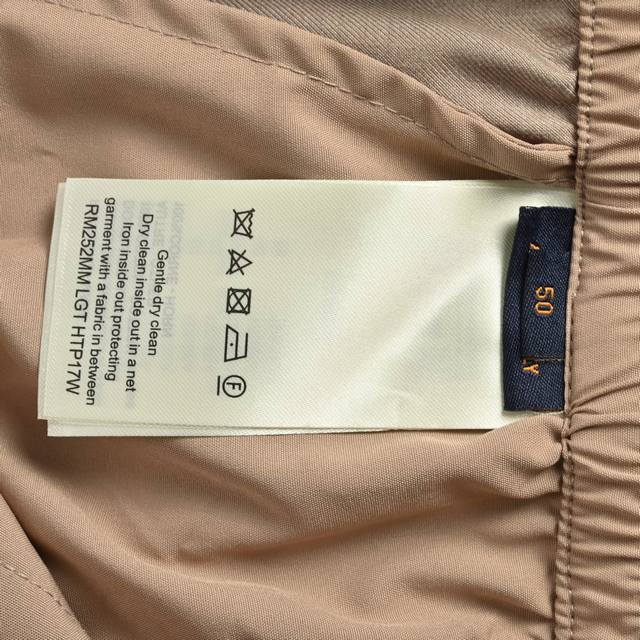 Gentle dry clean
Dry clean inside out in a net
Iron inside out protecting
garment with a fabric in between
RM252MM LGT HTP17W
F
50